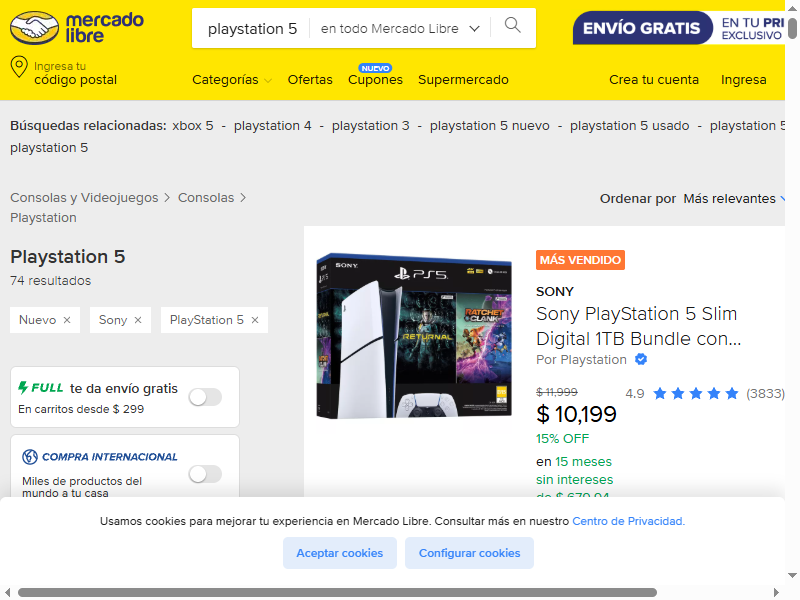 mercado libre
playstation 5 en todo Mercado Libre
ENVÍO GRATIS EN TU PRI
EXCLUSIVO
Ingresa tu
código postal
NUEVO
Categorías Ofertas Cupones Supermercado Crea tu cuenta Ingresa
Búsquedas relacionadas: xbox 5 - playstation 4 - playstation 3 - playstation 5 nuevo - playstation 5 usado - playstation 5
playstation 5
Consolas y Videojuegos > Consolas >
Playstation
Ordenar por Más relevantes
Playstation 5
74 resultados
Nuevo × Sony × PlayStation 5 ×
FULL te da envío gratis
En carritos desde $ 299
COMPRA INTERNACIONAL
Miles de productos del
mundo a tu casa
SONY
PS5
RETURNAL
RATCHET CLANK
MÁS VENDIDO
SONY
Sony PlayStation 5 Slim
Digital 1TB Bundle con...
Por Playstation
$ 11,999 4.9 (3833)
$ 10,199
15% OFF
en 15 meses
sin intereses
de $ 679.94
Usamos cookies para mejorar tu experiencia en Mercado Libre. Consultar más en nuestro Centro de Privacidad.
Aceptar cookies Configurar cookies